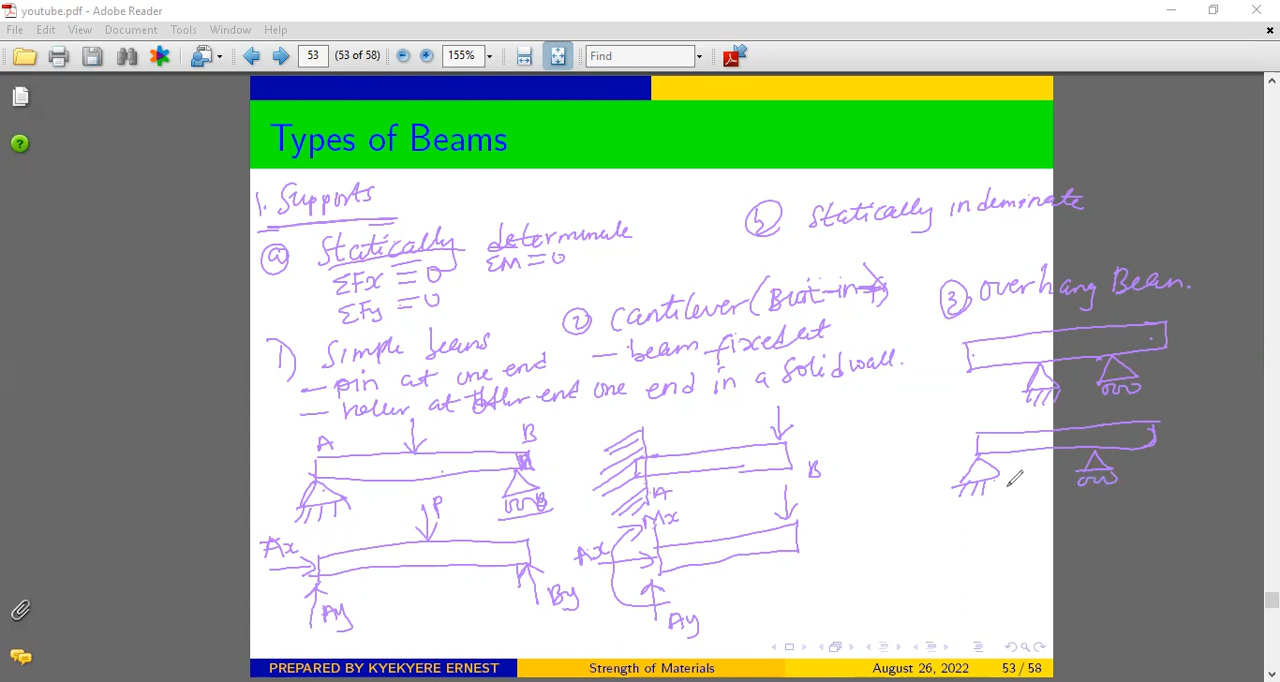 youtube.pdf - Adobe Reader
File Edit View Document Tools Window Help
53 (53 of 58) 155% Find
Types of Beams
1. Supports
a Statically determinate
ΣFx = 0 ΣM = 0
ΣFy = 0
b Statically indeminate
1) Simple beams
- pin at one end
- roller at other end
2 Cantilever (Built-in)
- beam fixed at
one end in a solid wall.
3, overhang Beam.
A B
P
Ax
Ay By
A B
Mx
Ax
Ay
PREPARED BY KYEKYERE ERNEST Strength of Materials August 26, 2022 53 / 58